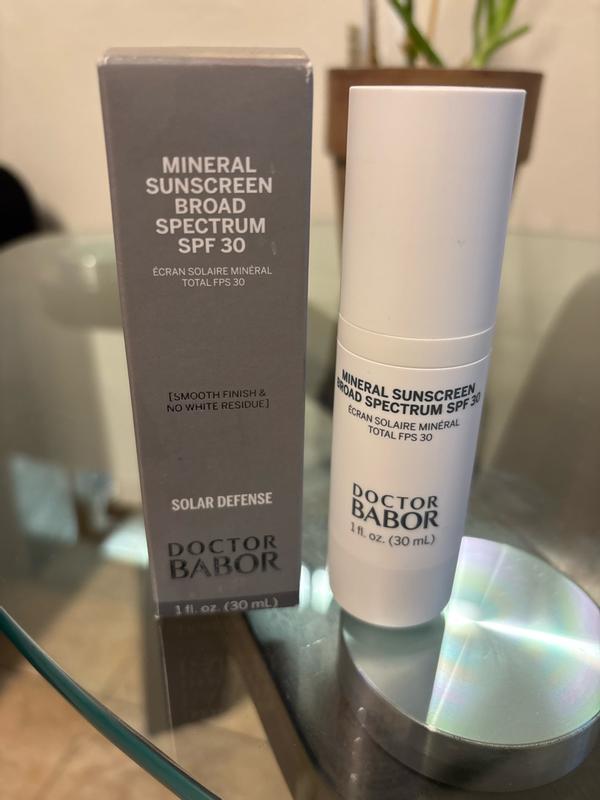 MINERAL
SUNSCREEN
BROAD
SPECTRUM
SPF 30
ÉCRAN SOLAIRE MINÉRAL
TOTAL FPS 30
[SMOOTH FINISH &
NO WHITE RESIDUE]
SOLAR DEFENSE
DOCTOR
BABOR
1 fl. oz. (30 mL)
MINERAL SUNSCREEN
BROAD SPECTRUM SPF 30
ÉCRAN SOLAIRE MINÉRAL
TOTAL FPS 30
DOCTOR
BABOR
1 fl. oz. (30 mL)